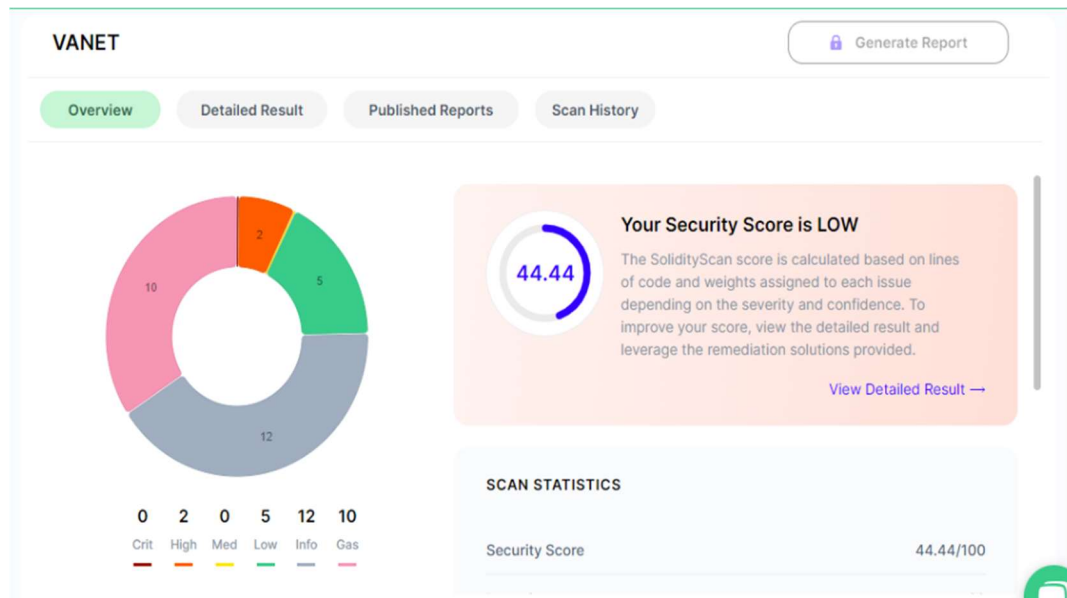 VANET
Generate Report
Overview
Detailed Result
Published Reports
Scan History
2
5
10
12
0 2 0 5 12 10
Crit High Med Low Info Gas
44.44
Your Security Score is LOW
The SolidityScan score is calculated based on lines
of code and weights assigned to each issue
depending on the severity and confidence. To
improve your score, view the detailed result and
leverage the remediation solutions provided.
View Detailed Result →
SCAN STATISTICS
Security Score 44.44/100